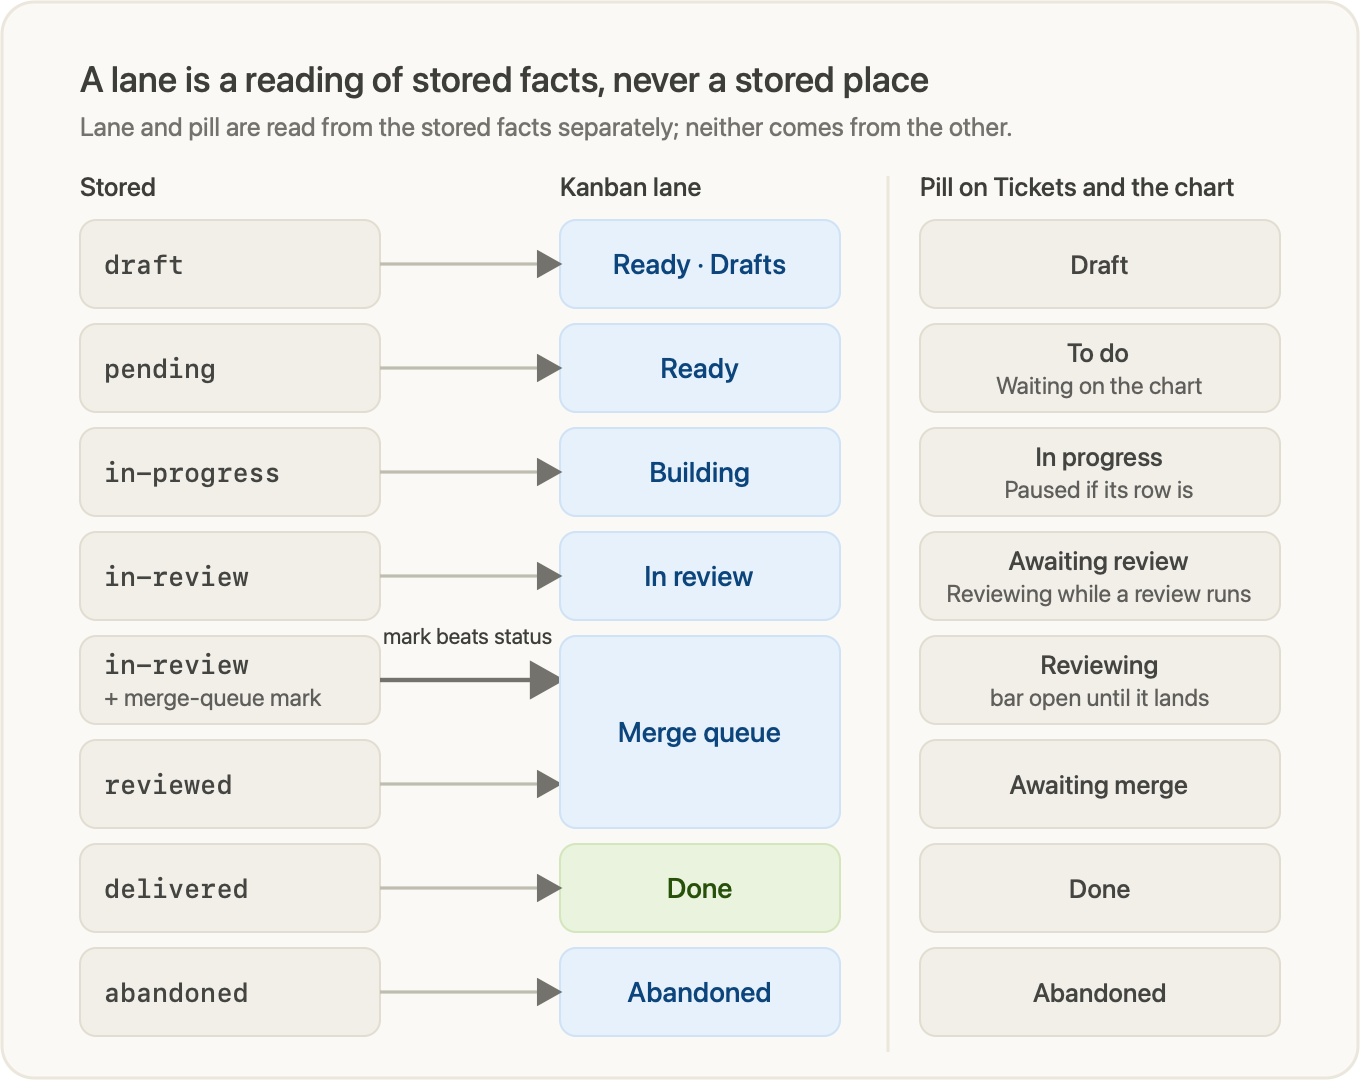 A lane is a reading of stored facts, never a stored place
Lane and pill are read from the stored facts separately; neither comes from the other.
Stored
Kanban lane
Pill on Tickets and the chart
draft
Ready · Drafts
Draft
pending
Ready
To do
Waiting on the chart
in-progress
Building
In progress
Paused if its row is
in-review
In review
Awaiting review
Reviewing while a review runs
in-review
+ merge-queue mark
mark beats status
Merge queue
Reviewing
bar open until it lands
reviewed
Awaiting merge
delivered
Done
Done
abandoned
Abandoned
Abandoned